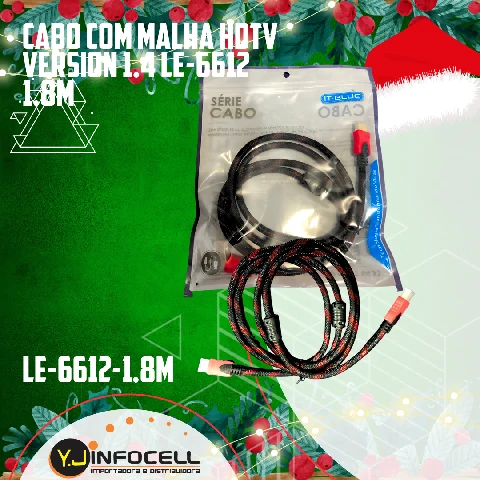 CABO COM MALHA HDTV
VERSION 1.4 LE-6612
1.8M
SÉRIE
CABO
IT-BLUE
CABO
LE-6612-1.8M
Y.J INFOCELL
importadora e distribuidora